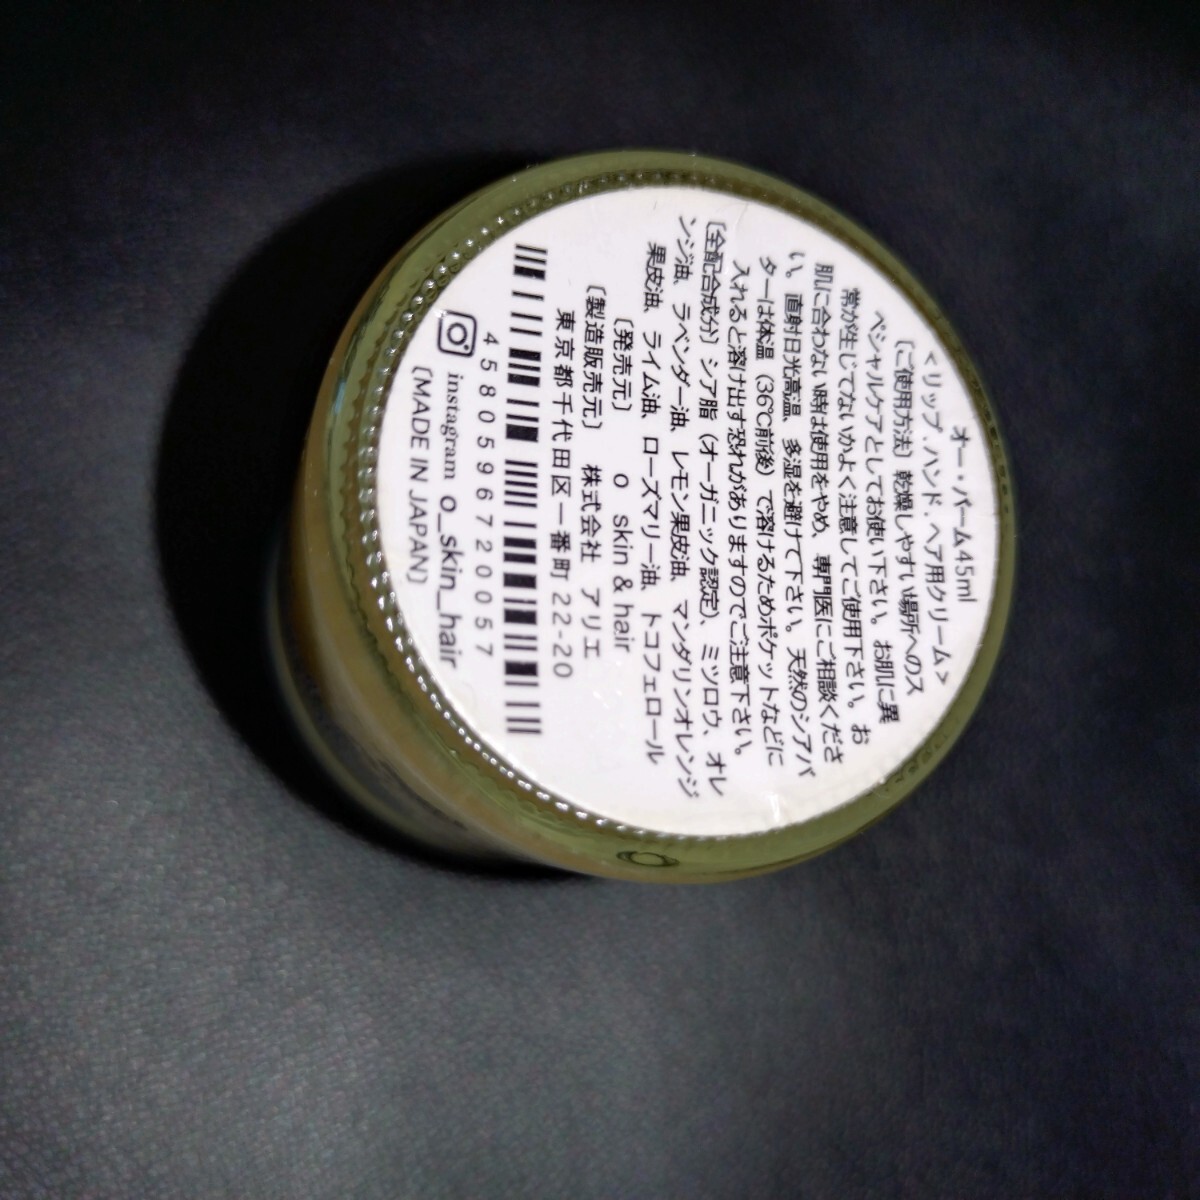 オー・バーム45ml
<リップ.ハンド.ヘア用クリーム>
〔ご使用方法〕乾燥しやすい場所へのス
ペシャルケアとしてお使い下さい。お肌に異
常が生じてないかよく注意してご使用下さい。お
肌に合わない時は使用をやめ、専門医にご相談くださ
い。直射日光高温、多湿を避けて下さい。天然のシアバ
ターは体温（36℃前後）で溶けるためポケットなどに
入れると溶け出す恐れがありますのでご注意下さい。
〔全配合成分〕シア脂（オーガニック認定）、ミツロウ、オレ
ンジ油、ラベンダー油、レモン果皮油、マンダリンオレンジ
果皮油、ライム油、ローズマリー油、トコフェロール
〔発売元〕 o skin & hair
〔製造販売元〕 株式会社 アリエ
東京都千代田区一番町22-20
4580596720057
instagram o_skin_hair
〔MADE IN JAPAN〕